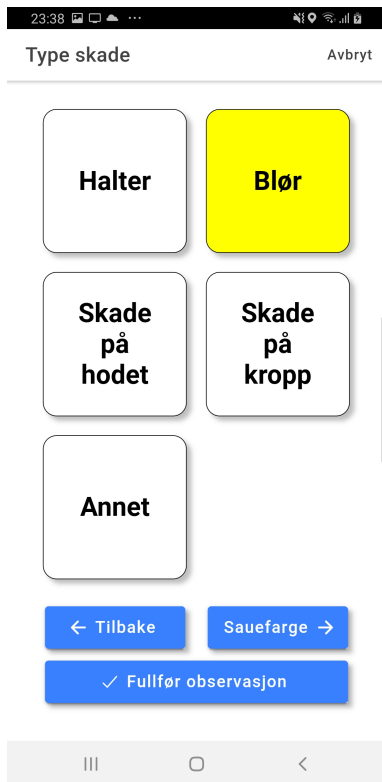 23:38
Type skade Avbryt
Halter Blør
Skade
på
hodet
Skade
på
kropp
Annet
Tilbake Sauefarge
Fullfør observasjon